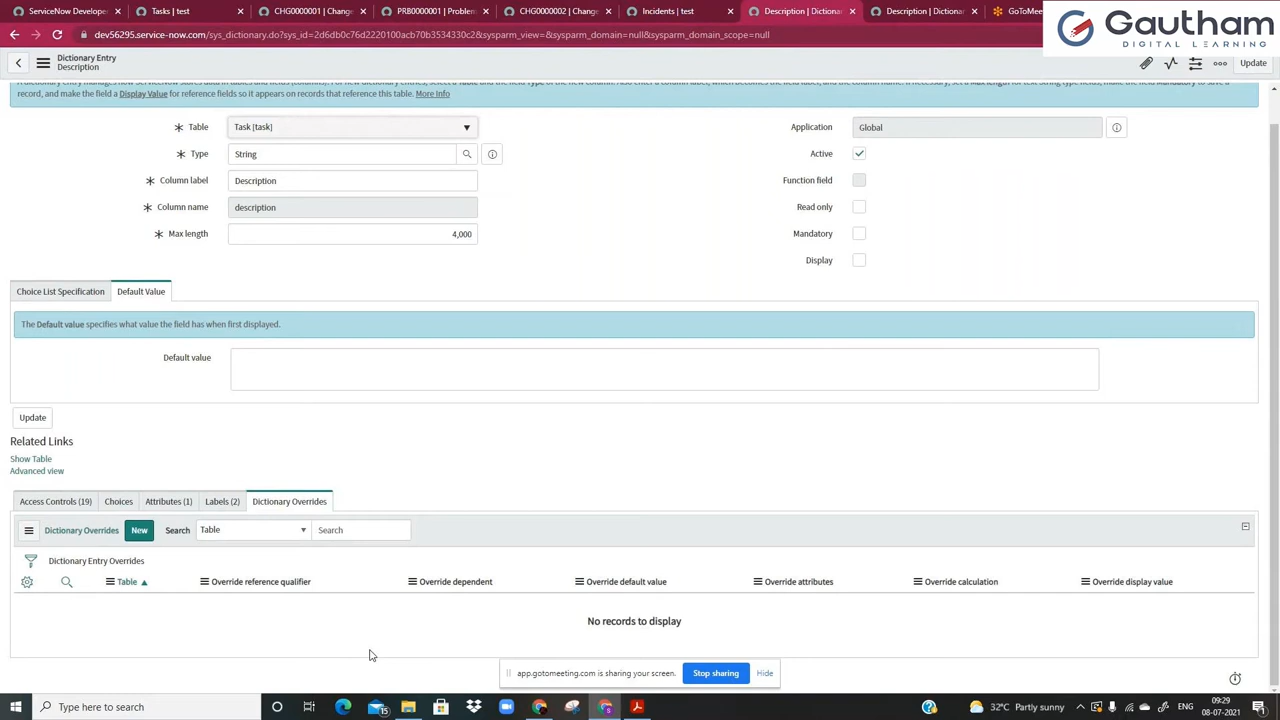 ServiceNow Developer
Tasks | test
CHG0000001 | Change
PRB0000001 | Problem
CHG0000002 | Change
Incidents | test
Description | Dictionary
Description | Dictionary
GoToMeeting
dev56295.service-now.com/sys_dictionary.do?sys_id=2d6db0c76d2220100acb70b3534330c2&sysparm_view=&sysparm_domain=null&sysparm_domain_scope=null
Gautham
DIGITAL LEARNING
Dictionary Entry
Description
Update
record, and make the field a Display Value for reference fields so it appears on records that reference this table. More Info
Table
Task [task]
Application
Global
Type
String
Active
Column label
Description
Function field
Column name
description
Read only
Max length
4,000
Mandatory
Display
Choice List Specification
Default Value
The Default value specifies what value the field has when first displayed.
Default value
Update
Related Links
Show Table
Advanced view
Access Controls (19)
Choices
Attributes (1)
Labels (2)
Dictionary Overrides
Dictionary Overrides
New
Search
Table
Search
Dictionary Entry Overrides
Table
Override reference qualifier
Override dependent
Override default value
Override attributes
Override calculation
Override display value
No records to display
app.gotomeeting.com is sharing your screen.
Stop sharing
Hide
Type here to search
15
32°C Partly sunny
09:29
08-07-2021